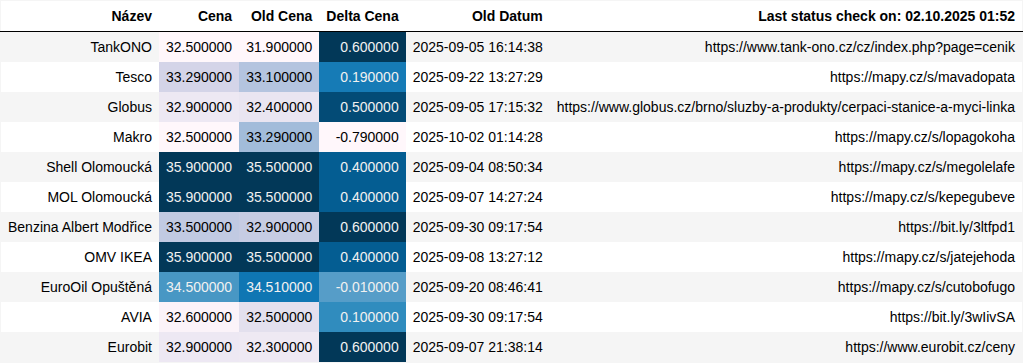 Název Cena Old Cena Delta Cena Old Datum Last status check on: 02.10.2025 01:52
TankONO 32.500000 31.900000 0.600000 2025-09-05 16:14:38 https://www.tank-ono.cz/cz/index.php?page=cenik
Tesco 33.290000 33.100000 0.190000 2025-09-22 13:27:29 https://mapy.cz/s/mavadopata
Globus 32.900000 32.400000 0.500000 2025-09-05 17:15:32 https://www.globus.cz/brno/sluzby-a-produkty/cerpaci-stanice-a-myci-linka
Makro 32.500000 33.290000 -0.790000 2025-10-02 01:14:28 https://mapy.cz/s/lopagokoha
Shell Olomoucká 35.900000 35.500000 0.400000 2025-09-04 08:50:34 https://mapy.cz/s/megolelafe
MOL Olomoucká 35.900000 35.500000 0.400000 2025-09-07 14:27:24 https://mapy.cz/s/kepegubeve
Benzina Albert Modřice 33.500000 32.900000 0.600000 2025-09-30 09:17:54 https://bit.ly/3ltfpd1
OMV IKEA 35.900000 35.500000 0.400000 2025-09-08 13:27:12 https://mapy.cz/s/jatejehoda
EuroOil Opuštěná 34.500000 34.510000 -0.010000 2025-09-20 08:46:41 https://mapy.cz/s/cutobofugo
AVIA 32.600000 32.500000 0.100000 2025-09-30 09:17:54 https://bit.ly/3wIivSA
Eurobit 32.900000 32.300000 0.600000 2025-09-07 21:38:14 https://www.eurobit.cz/ceny